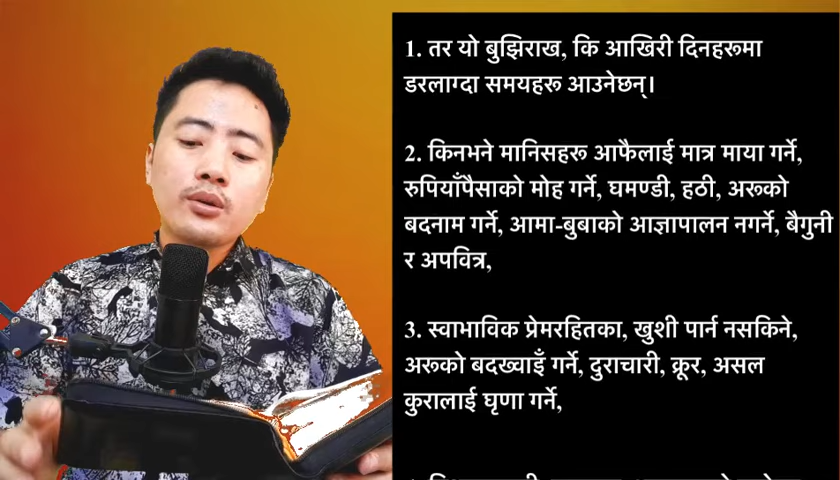 1. तर यो बुझिराख, कि आखिरी दिनहरूमा
डरलाग्दा समयहरू आउनेछन्।
2. किनभने मानिसहरू आफैलाई मात्र माया गर्ने,
रुपियाँपैसाको मोह गर्ने, घमण्डी, हठी, अरूको
बदनाम गर्ने, आमा-बुबाको आज्ञापालन नगर्ने, बैगुनी
र अपवित्र,
3. स्वाभाविक प्रेमरहितका, खुशी पार्न नसकिने,
अरूको बदख्वाइँ गर्ने, दुराचारी, क्रूर, असल
कुरालाई घृणा गर्ने,